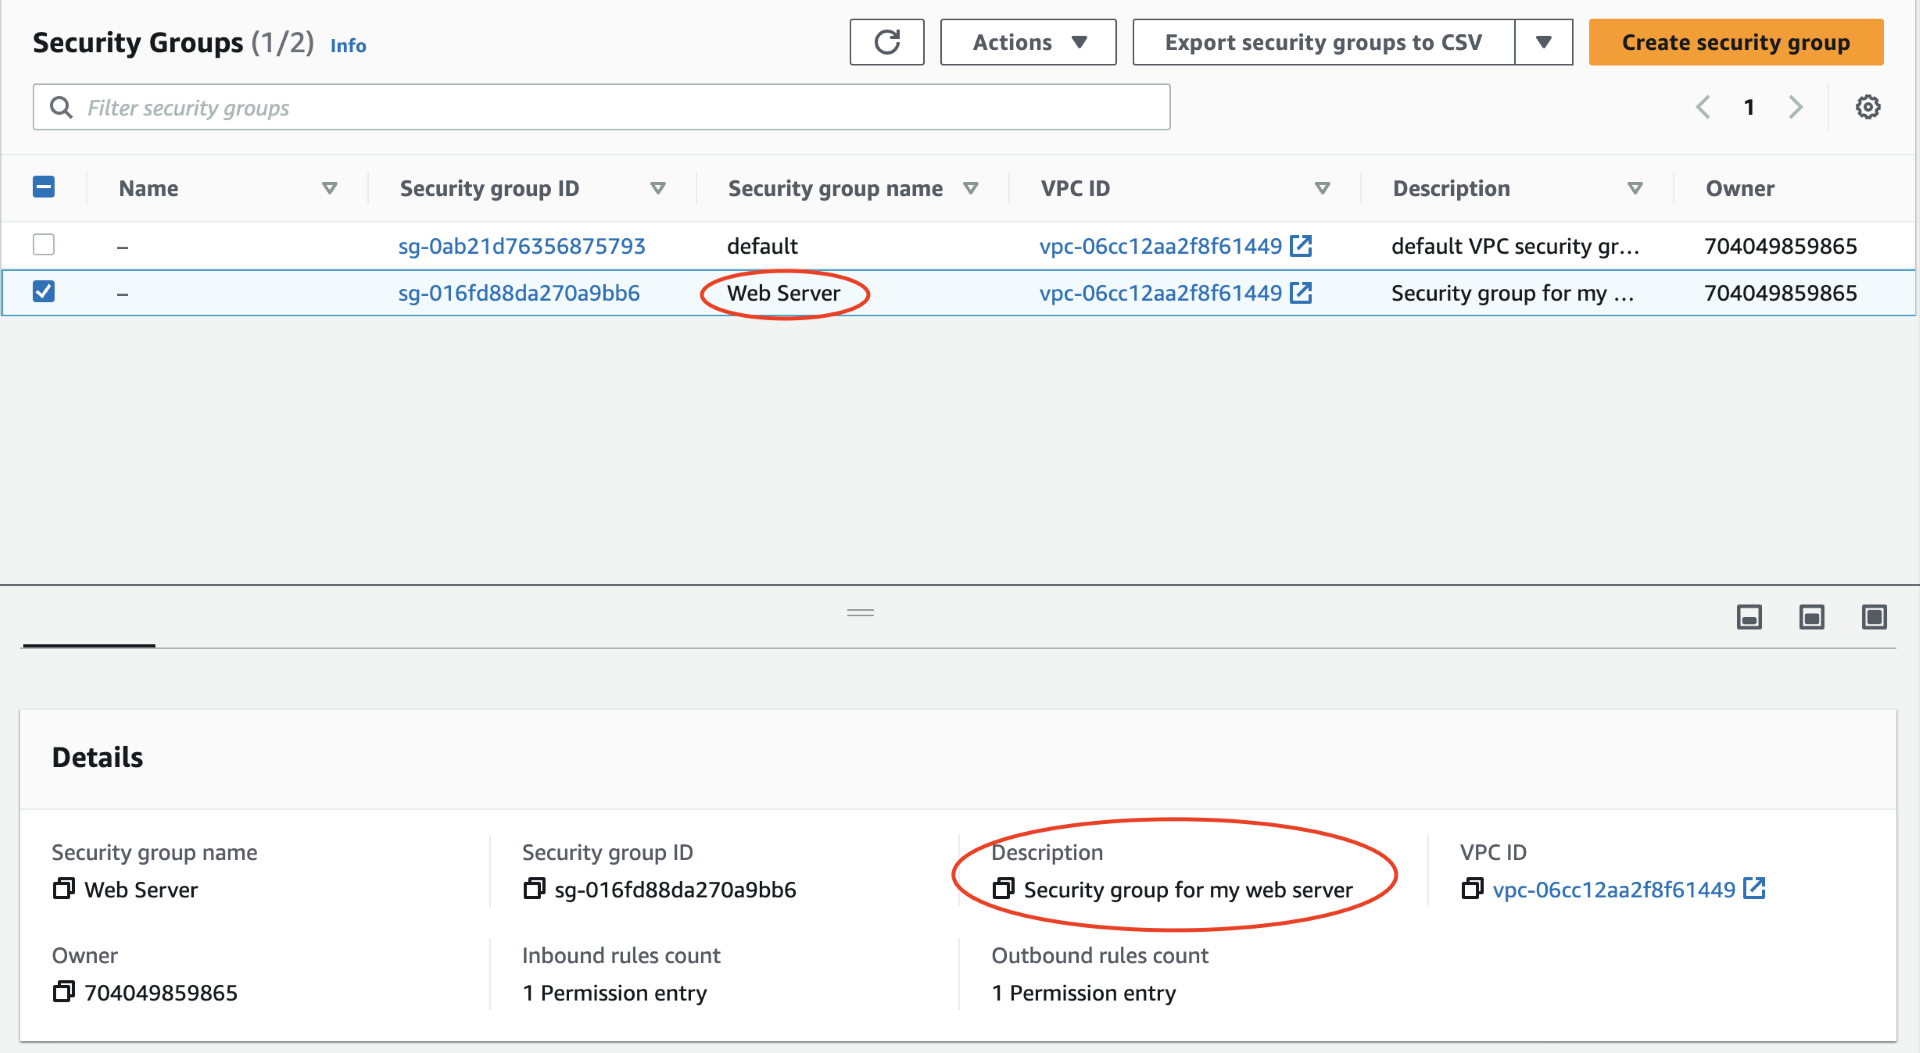 Security Groups (1/2) Info
Actions
Export security groups to CSV
Create security group
Filter security groups
1
Name Security group ID Security group name VPC ID Description Owner
– sg-0ab21d76356875793 default vpc-06cc12aa2f8f61449 default VPC security gr... 704049859865
– sg-016fd88da270a9bb6 Web Server vpc-06cc12aa2f8f61449 Security group for my ... 704049859865
Details
Security group name Security group ID Description VPC ID
Web Server sg-016fd88da270a9bb6 Security group for my web server vpc-06cc12aa2f8f61449
Owner Inbound rules count Outbound rules count
704049859865 1 Permission entry 1 Permission entry